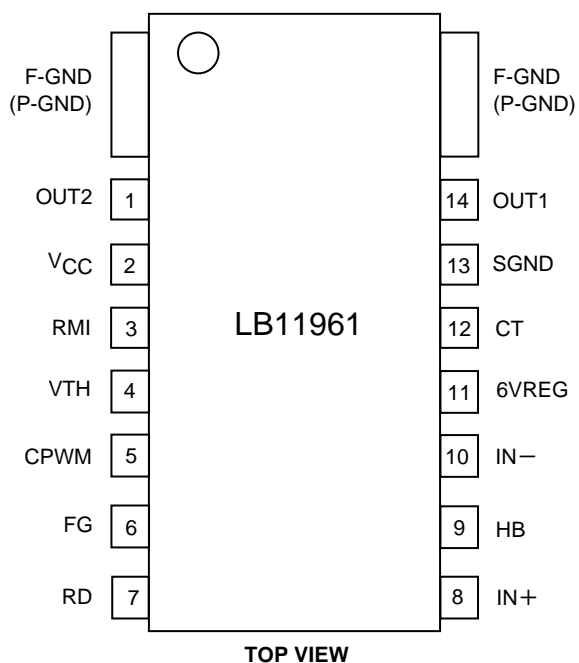 F-GND
(P-GND)
F-GND
(P-GND)
OUT2 1
14 OUT1
VCC 2
13 SGND
RMI 3
LB11961
12 CT
VTH 4
11 6VREG
CPWM 5
10 IN−
FG 6
9 HB
RD 7
8 IN+
TOP VIEW